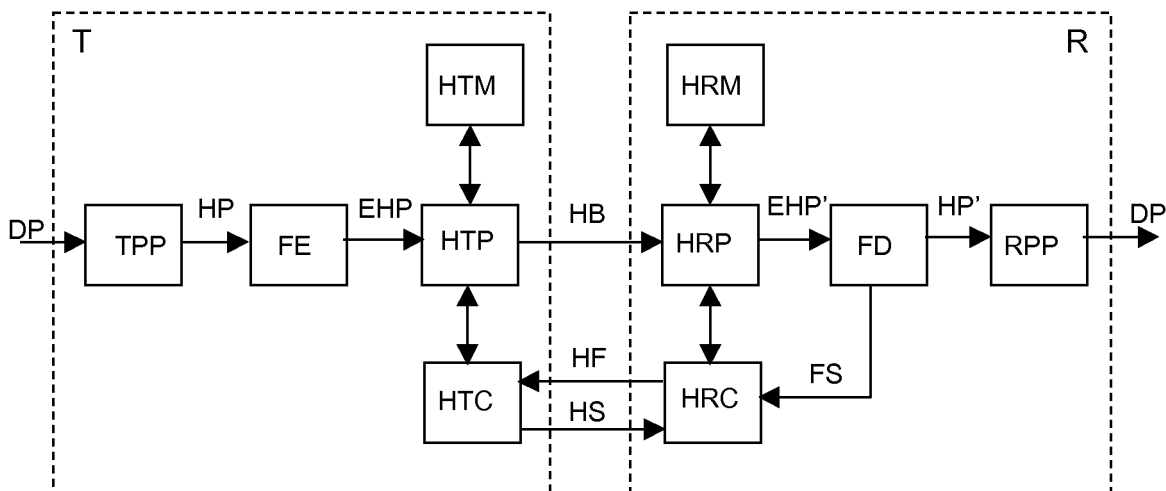 T
R
HTM
HRM
DP
HP
EHP
HB
EHP’
HP’
DP
TPP
FE
HTP
HRP
FD
RPP
HF
FS
HTC
HS
HRC